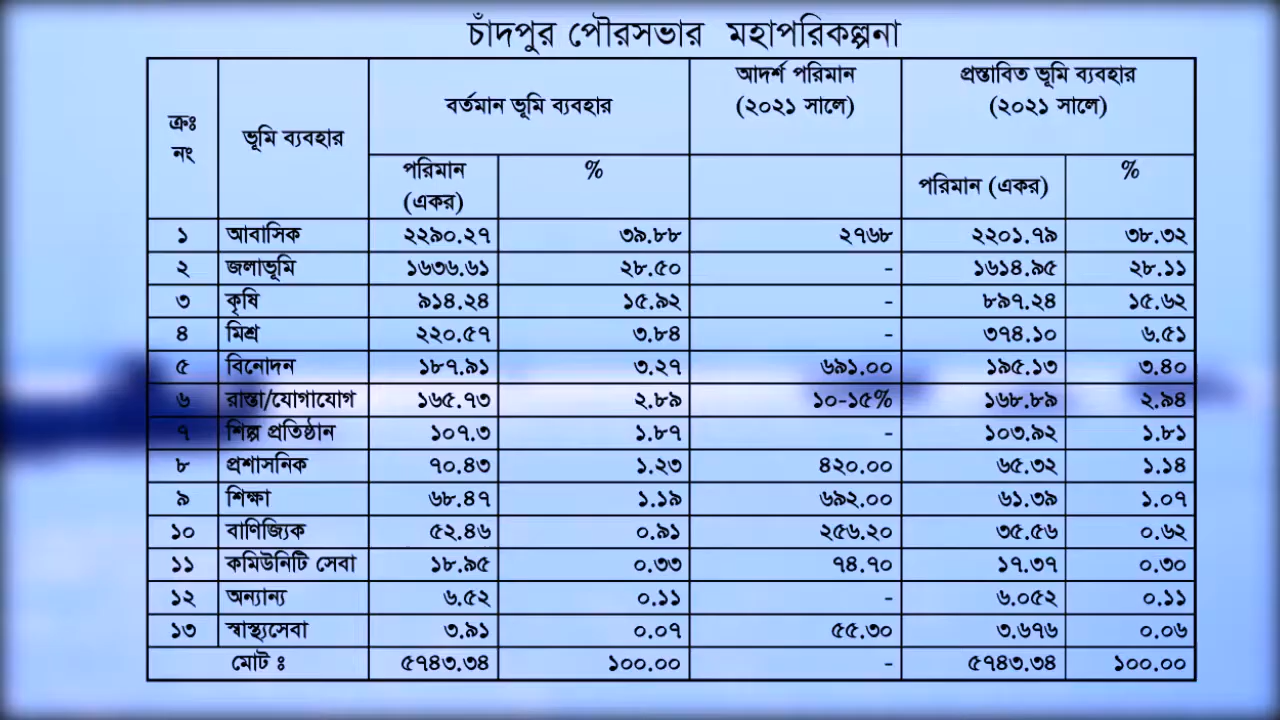 চাঁদপুর পৌরসভার মহাপরিকল্পনা
ক্রঃ নং ভূমি ব্যবহার বর্তমান ভূমি ব্যবহার আদর্শ পরিমান (২০২১ সালে) প্রস্তাবিত ভূমি ব্যবহার (২০২১ সালে)
পরিমান (একর) % পরিমান (একর) %
১ আবাসিক ২২৯০.২৭ ৩৯.৮৮ ২৭৬৮ ২২০১.৭৯ ৩৮.৩২
২ জলাভূমি ১৬৩৬.৬১ ২৮.৫০ - ১৬১৪.৯৫ ২৮.১১
৩ কৃষি ৯১৪.২৪ ১৫.৯২ - ৮৯৭.২৪ ১৫.৬২
৪ মিশ্র ২২০.৫৭ ৩.৮৪ - ৩৭৪.১০ ৬.৫১
৫ বিনোদন ১৮৭.৯১ ৩.২৭ ৬৯১.০০ ১৯৫.১৩ ৩.৪০
৬ রাস্তা/যোগাযোগ ১৬৫.৭৩ ২.৮৯ ১০-১৫% ১৬৮.৮৯ ২.৯৪
৭ শিল্প প্রতিষ্ঠান ১০৭.৩ ১.৮৭ - ১০৩.৯২ ১.৮১
৮ প্রশাসনিক ৭০.৪৩ ১.২৩ ৪২০.০০ ৬৫.৩২ ১.১৪
৯ শিক্ষা ৬৮.৪৭ ১.১৯ ৬৯২.০০ ৬১.৩৯ ১.০৭
১০ বাণিজ্যিক ৫২.৪৬ ০.৯১ ২৫৬.২০ ৩৫.৫৬ ০.৬২
১১ কমিউনিটি সেবা ১৮.৯৫ ০.৩৩ ৭৪.৭০ ১৭.৩৭ ০.৩০
১২ অন্যান্য ৬.৫২ ০.১১ - ৬.০৫২ ০.১১
১৩ স্বাস্থ্যসেবা ৩.৯১ ০.০৭ ৫৫.৩০ ৩.৬৭৬ ০.০৬
মোট ঃ ৫৭৪৩.৩৪ ১০০.০০ - ৫৭৪৩.৩৪ ১০০.০০